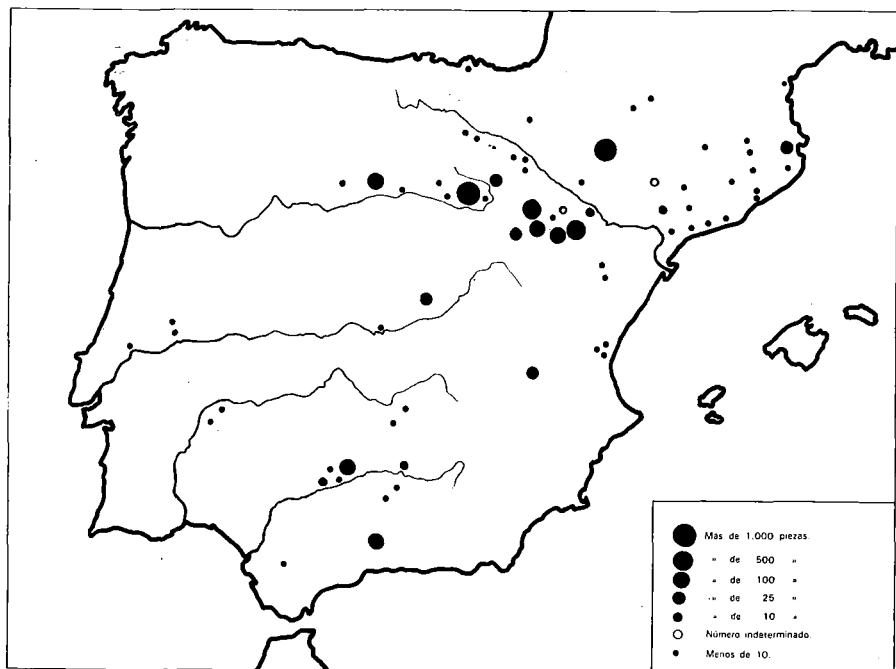 Más de 1.000 piezas.
" de 500 "
" de 100 "
" de 25 "
" de 10 "
Número indeterminado.
Menos de 10.